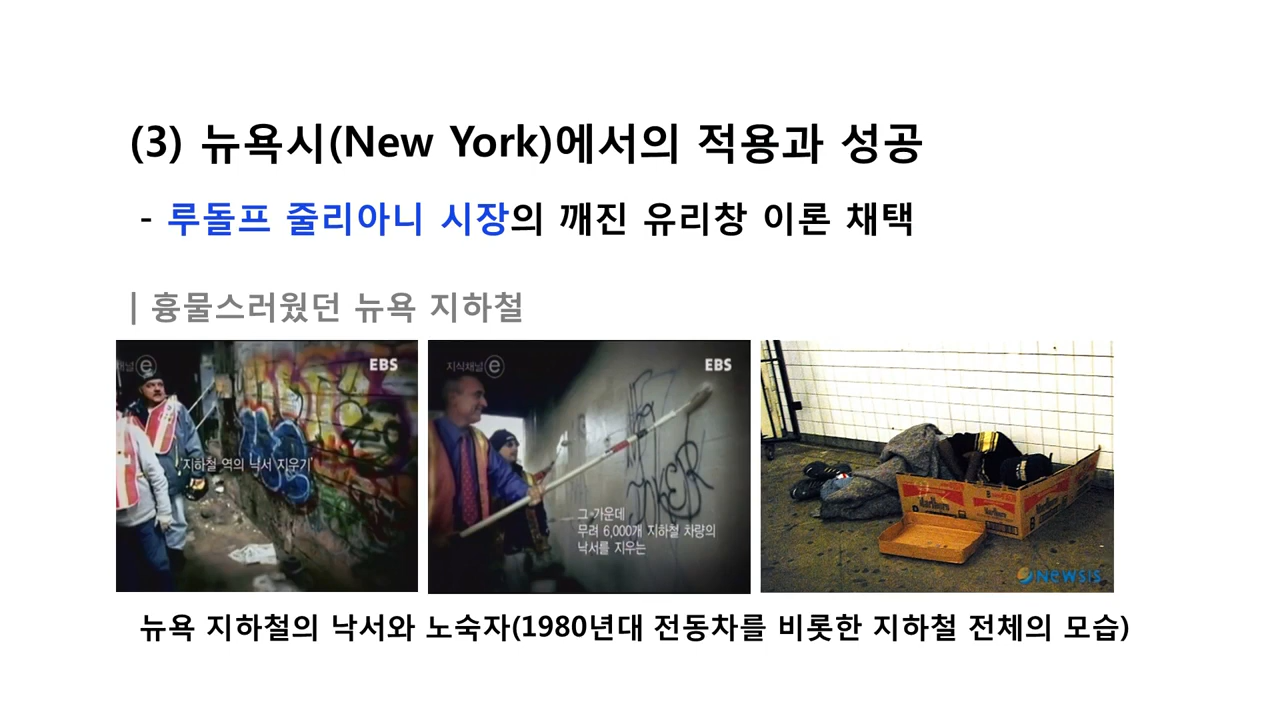 (3) 뉴욕시(New York)에서의 적용과 성공
- 루돌프 줄리아니 시장의 깨진 유리창 이론 채택
| 흉물스러웠던 뉴욕 지하철
채널 e
EBS
'지하철 역의 낙서 지우기'
지식채널 e
EBS
그 가운데
무려 6,000개 지하철 차량의
낙서를 지우는
Marlboro
Marlboro
Newsis
뉴욕 지하철의 낙서와 노숙자(1980년대 전동차를 비롯한 지하철 전체의 모습)